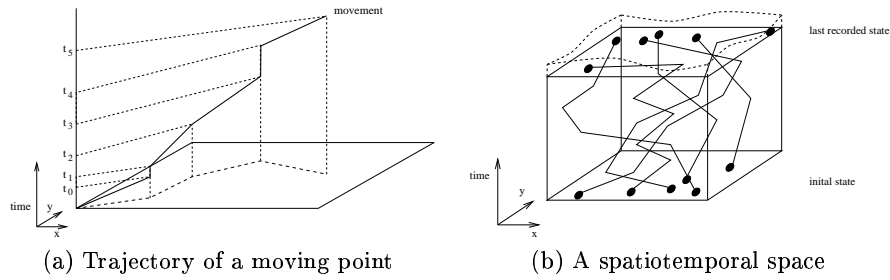 movement
t5
t4
t3
t2
t1
t0
time
y
x
(a) Trajectory of a moving point
last recorded state
inital state
time
y
x
(b) A spatiotemporal space